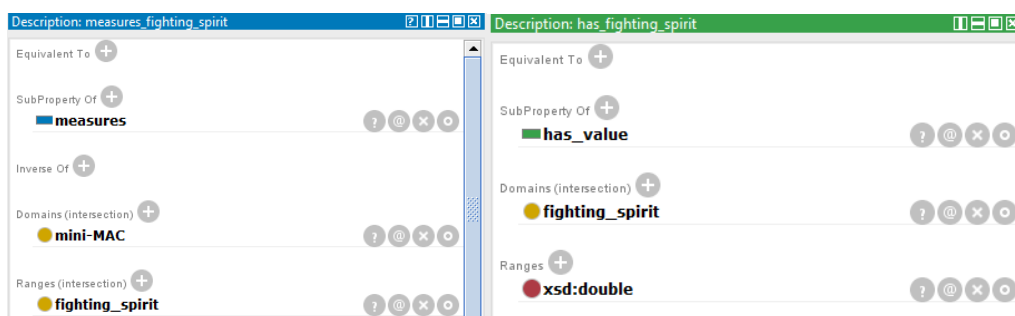 Description: measures_fighting_spirit
Equivalent To
SubProperty Of
measures
Inverse Of
Domains (intersection)
mini-MAC
Ranges (intersection)
fighting_spirit
Description: has_fighting_spirit
Equivalent To
SubProperty Of
has_value
Domains (intersection)
fighting_spirit
Ranges
xsd:double